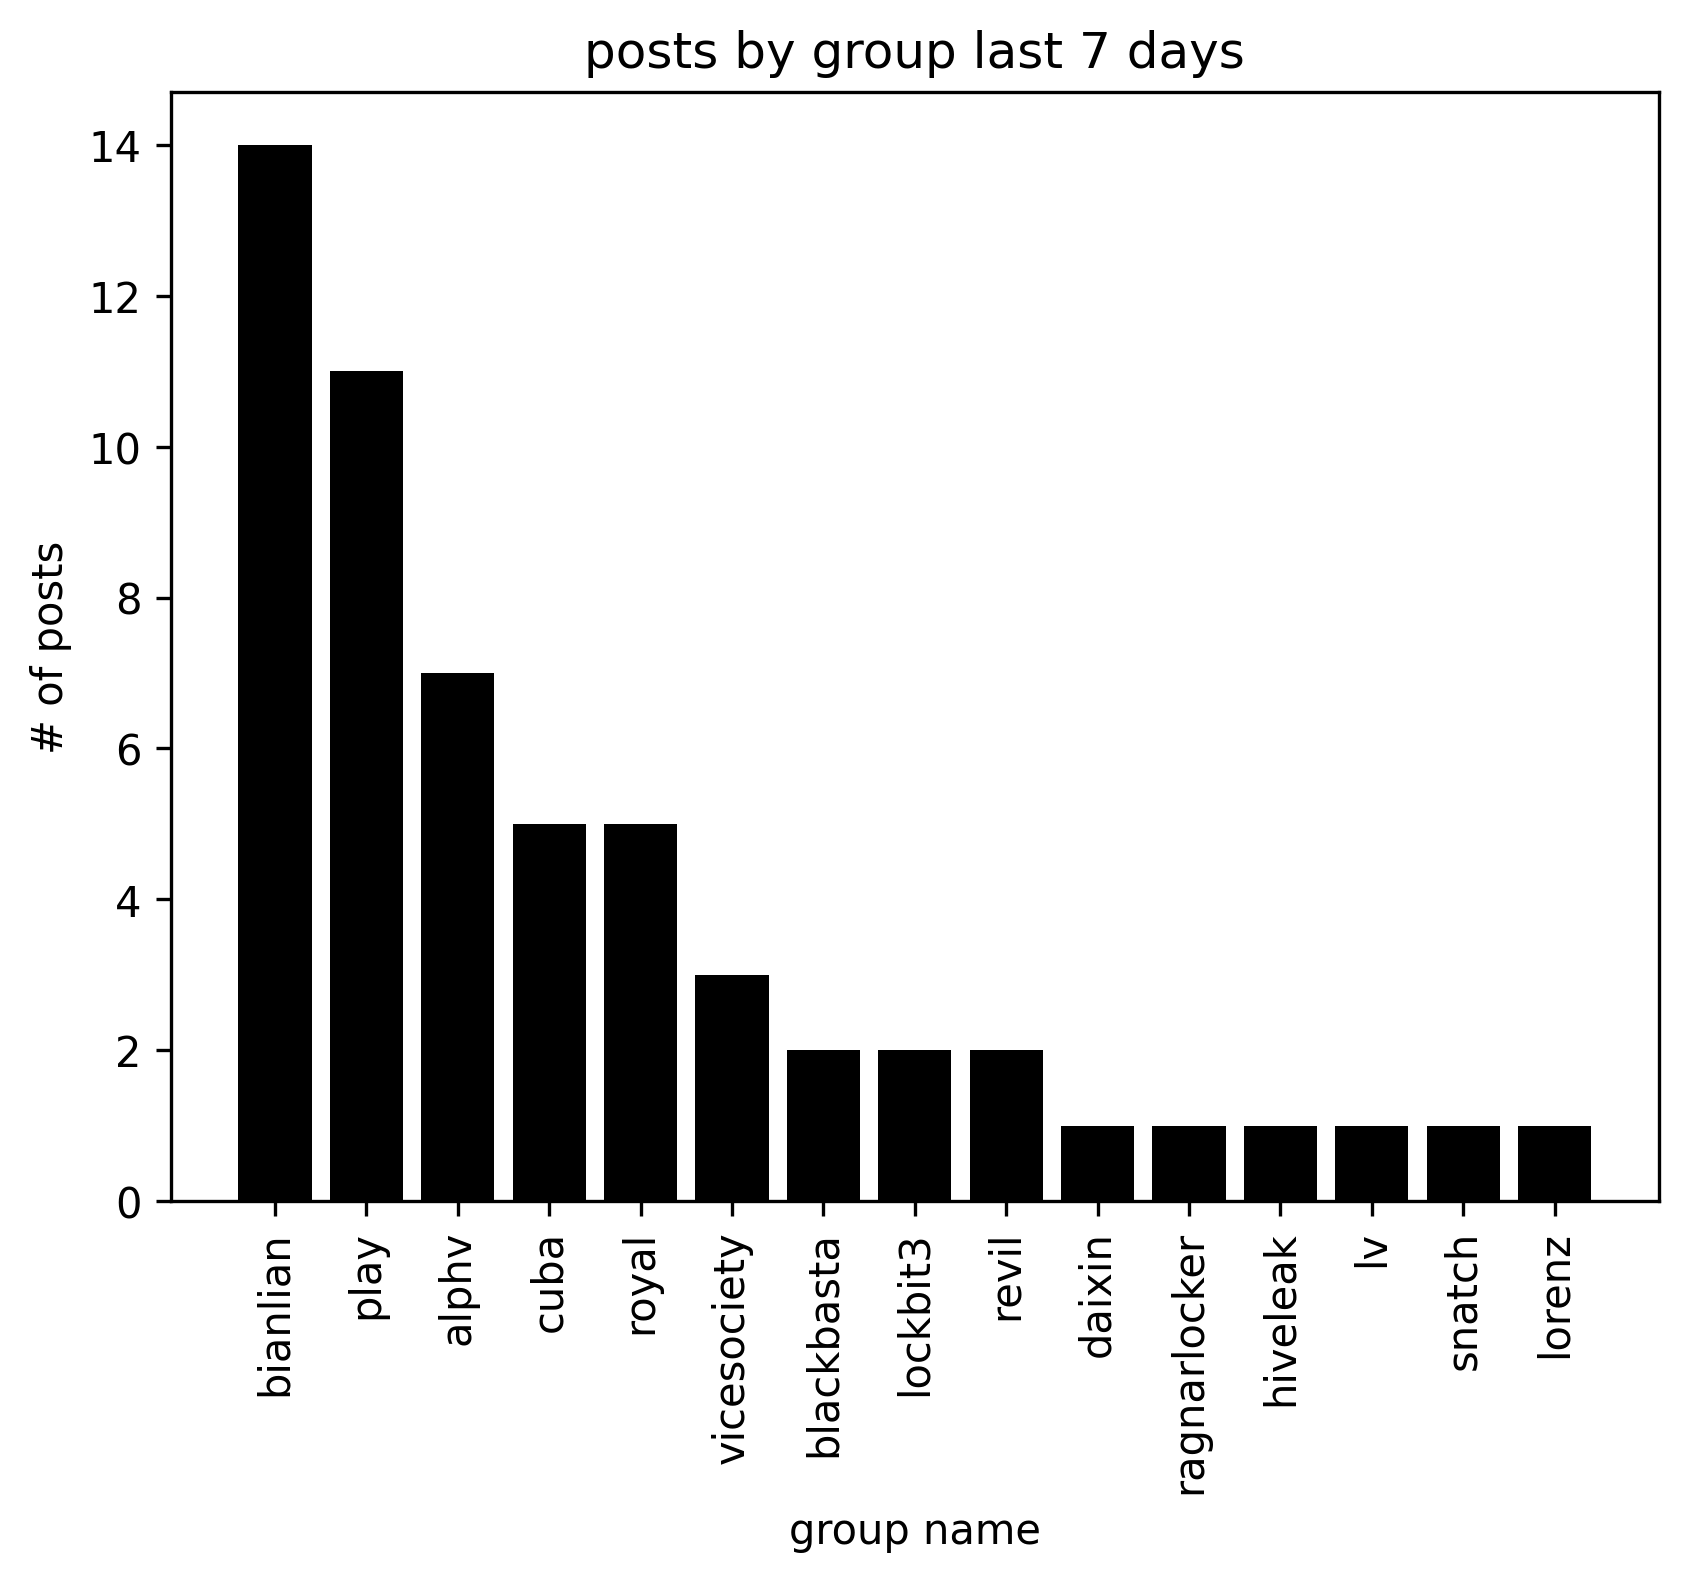 posts by group last 7 days
14
12
10
8
6
4
2
0
# of posts
bianlian
play
alphv
cuba
royal
vicesociety
blackbasta
lockbit3
revil
daixin
ragnarlocker
hiveleak
lv
snatch
lorenz
group name